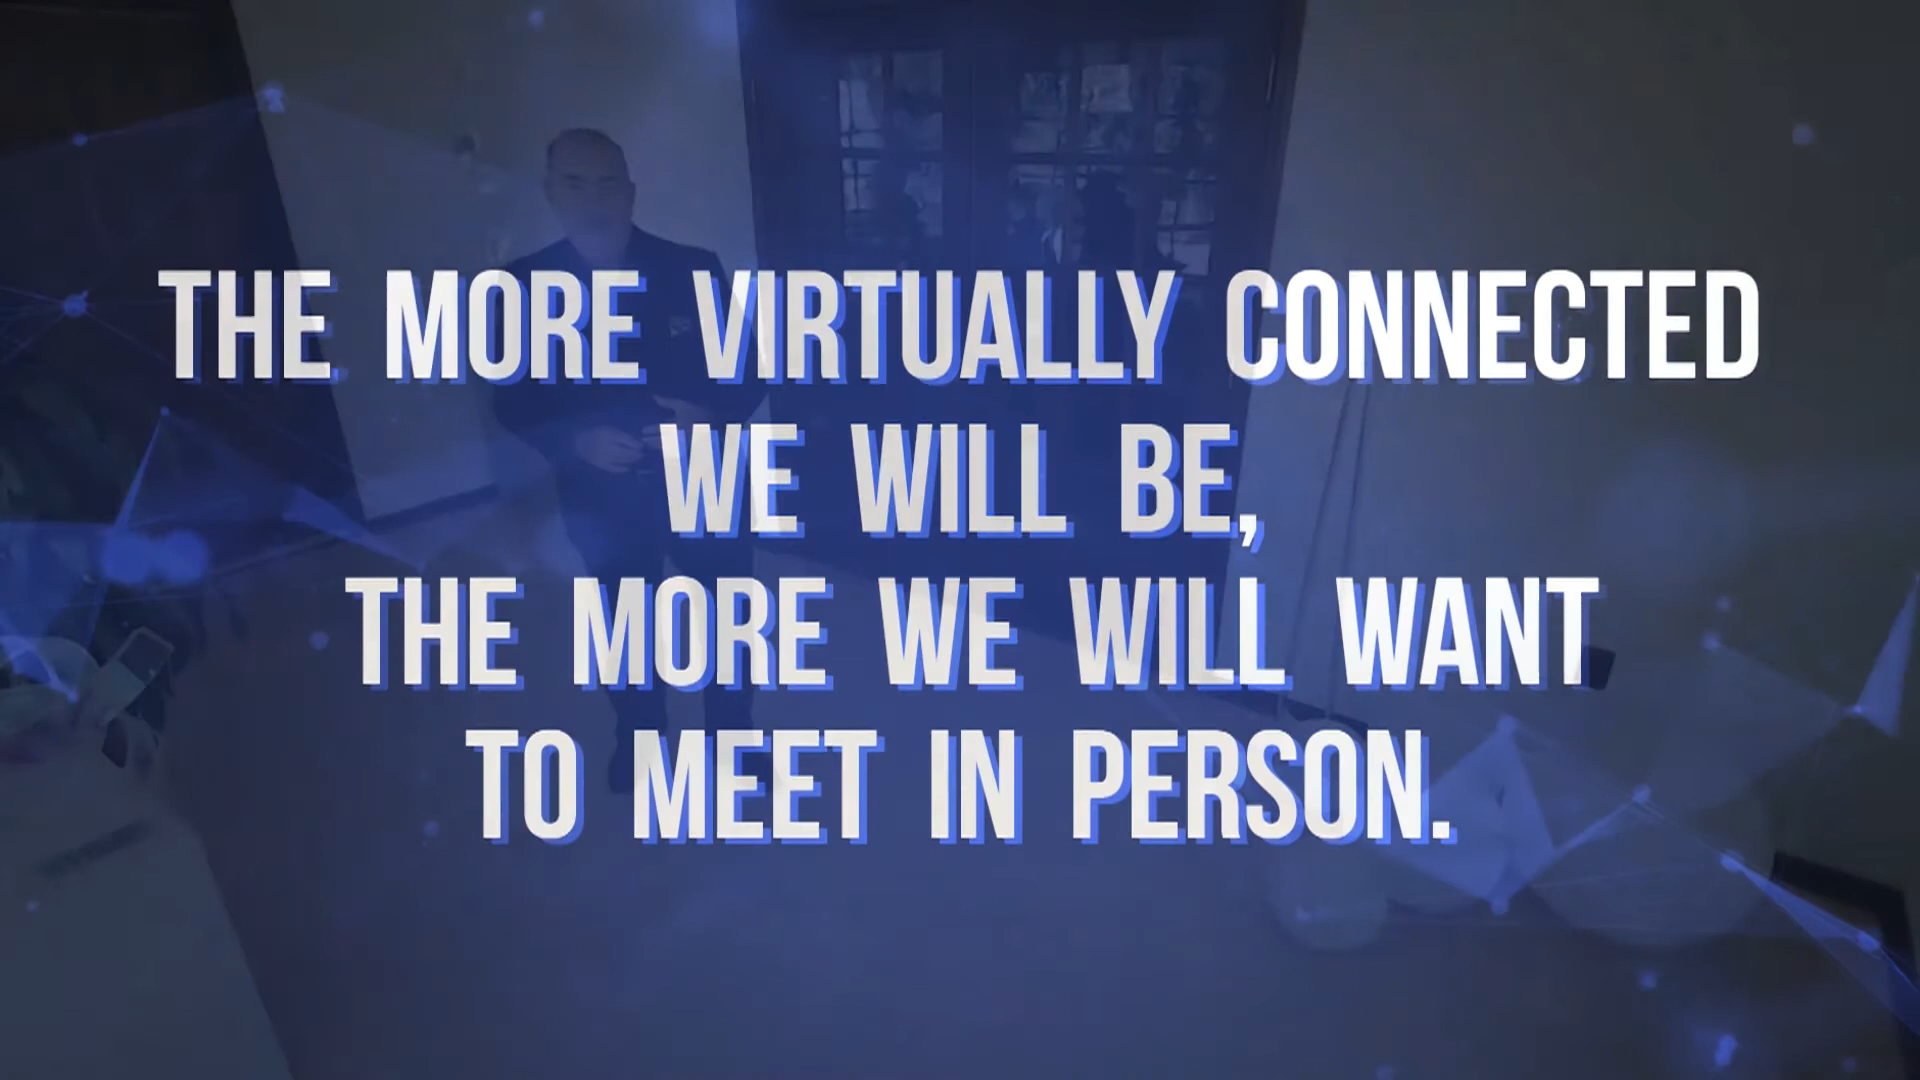 THE MORE VIRTUALLY CONNECTED
WE WILL BE,
THE MORE WE WILL WANT
TO MEET IN PERSON.